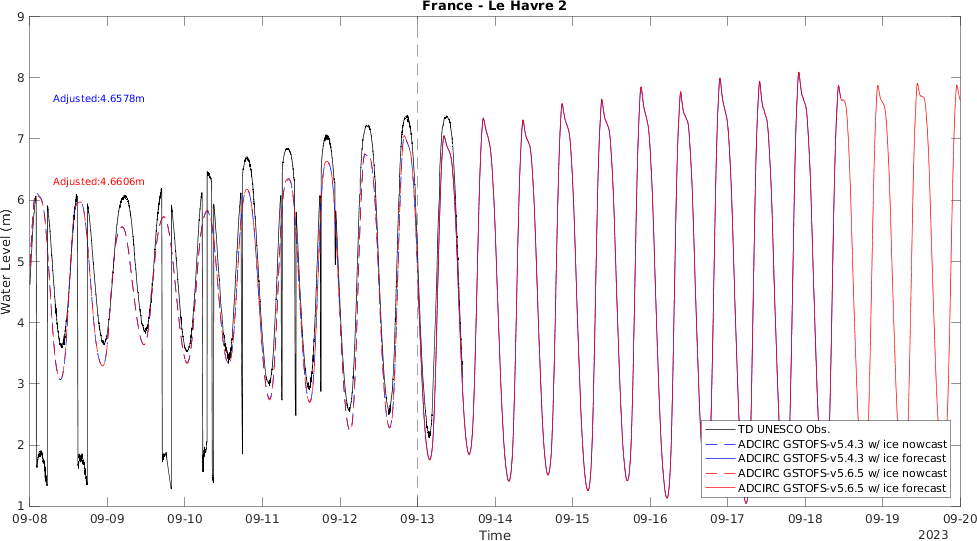 France - Le Havre 2
9
8
7
6
5
4
3
2
1
Water Level (m)
Adjusted:4.6578m
Adjusted:4.6606m
TD UNESCO Obs.
ADCIRC GSTOFS-v5.4.3 w/ ice nowcast
ADCIRC GSTOFS-v5.4.3 w/ ice forecast
ADCIRC GSTOFS-v5.6.5 w/ ice nowcast
ADCIRC GSTOFS-v5.6.5 w/ ice forecast
09-08 09-09 09-10 09-11 09-12 09-13 09-14 09-15 09-16 09-17 09-18 09-19 09-20
Time
2023